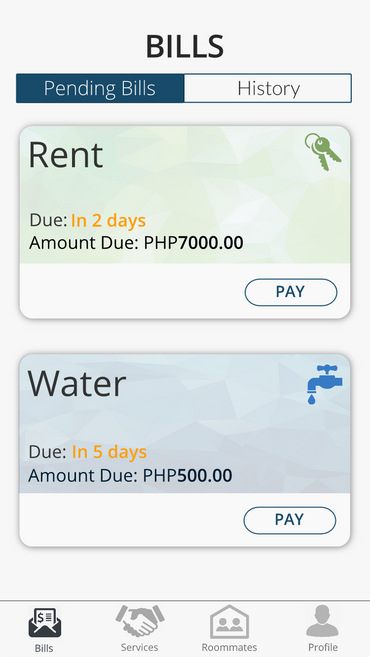 BILLS
Pending Bills
History
Rent
Due: In 2 days
Amount Due: PHP7000.00
PAY
Water
Due: In 5 days
Amount Due: PHP500.00
PAY
Bills
Services
Roommates
Profile